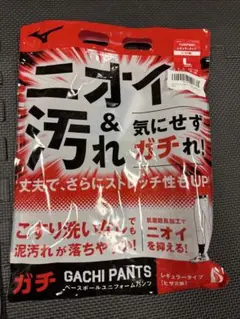 L
ニオイ
&
汚れ
気にせず
ガチれ!
丈夫で、さらにストレッチ性もUP
こすり洗いなしでも
泥汚れが落ちやすい!
抗菌防臭加工で
ニオイ
を抑える!
ガチ
GACHI PANTS
ベースボールユニフォームパンツ
レギュラータイプ